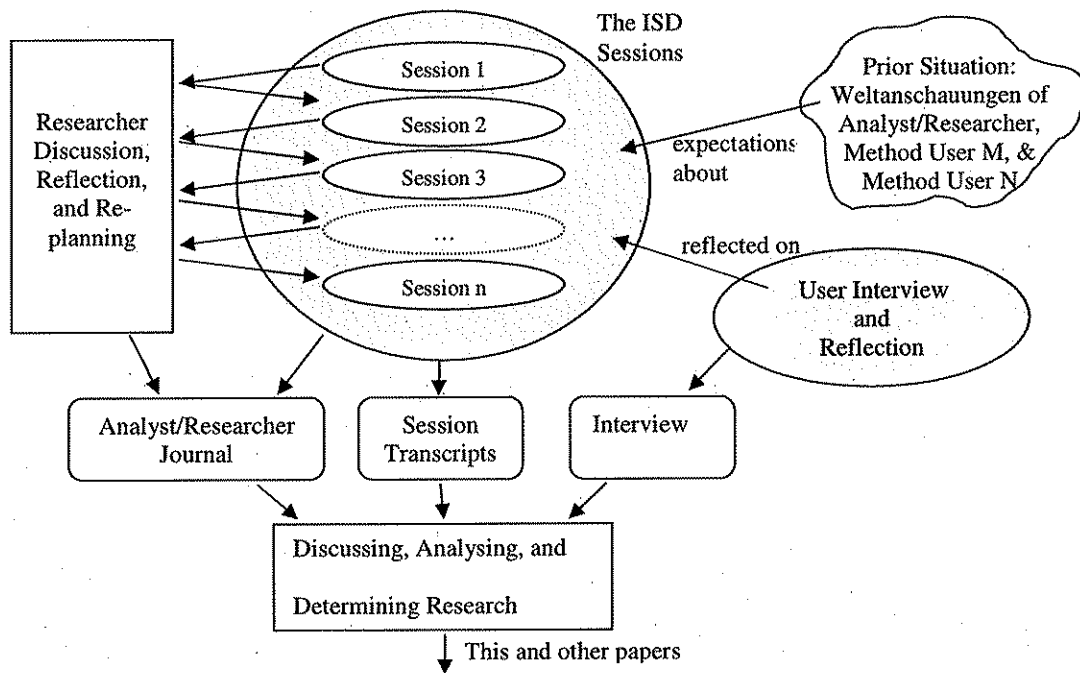 The ISD
Sessions
Session 1
Session 2
Session 3
...
Session n
Researcher
Discussion,
Reflection,
and Re-
planning
Prior Situation:
Weltanschauungen of
Analyst/Researcher,
Method User M, &
Method User N
expectations
about
reflected on
User Interview
and
Reflection
Analyst/Researcher
Journal
Session
Transcripts
Interview
Discussing, Analysing, and
Determining Research
This and other papers